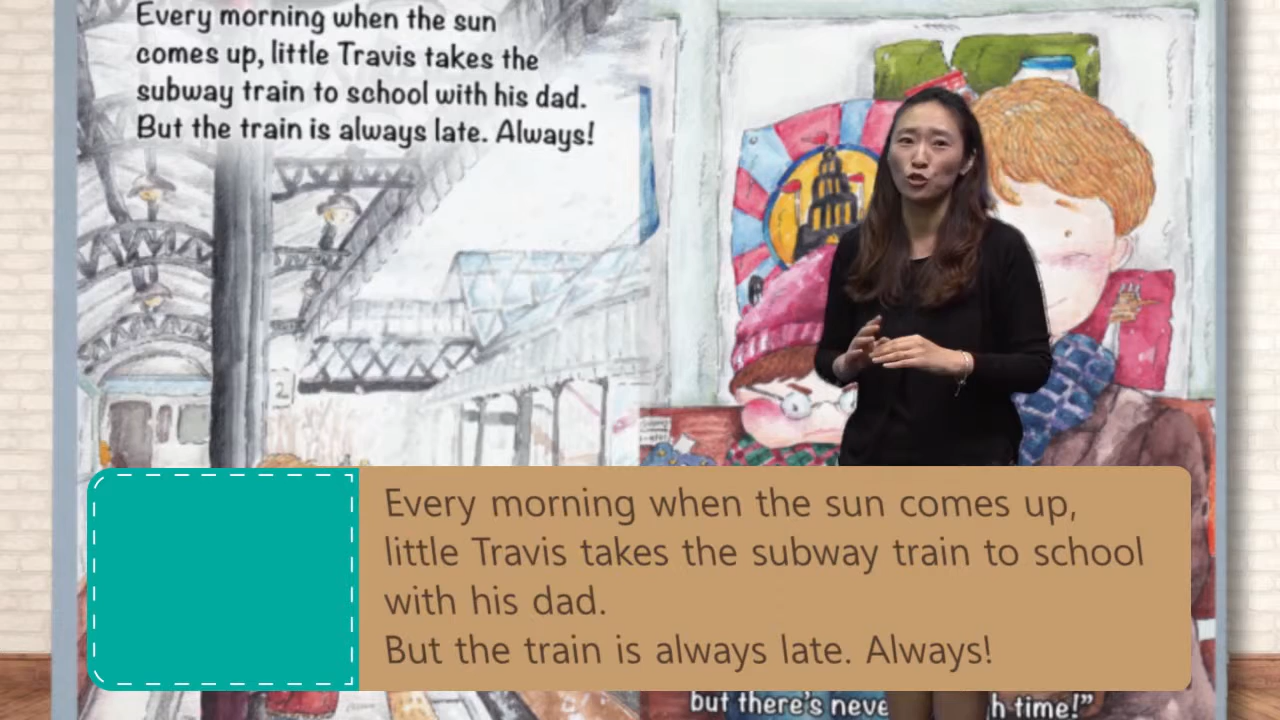 Every morning when the sun
comes up, little Travis takes the
subway train to school with his dad.
But the train is always late. Always!
2
Every morning when the sun comes up,
little Travis takes the subway train to school
with his dad.
But the train is always late. Always!
but there's time!”